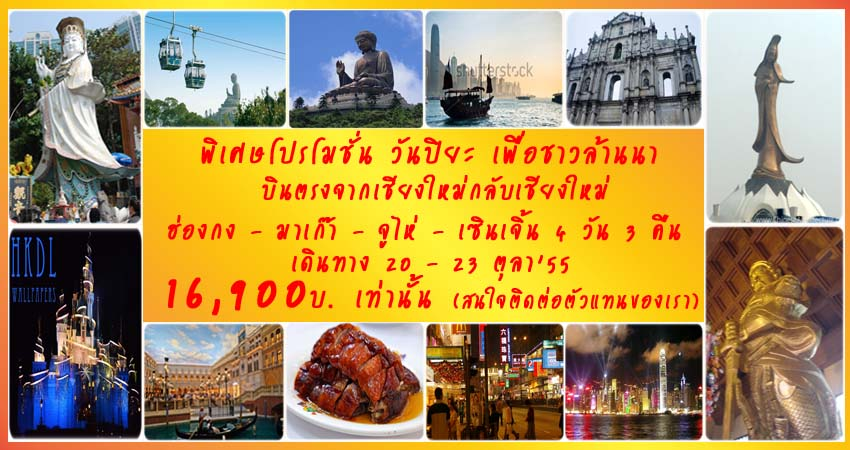 พิเศษโปรโมชั่น วันปิยะ เพื่อชาวล้านนา
บินตรงจากเชียงใหม่กลับเชียงใหม่
ฮ่องกง - มาเก๊า - จูไห่ - เซินเจิ้น 4 วัน 3 คืน
เดินทาง 20 - 23 ตุลา'55
16,900บ. เท่านั้น (สนใจติดต่อตัวแทนของเรา)
shutterstock
HKDL
WALLPAPERS